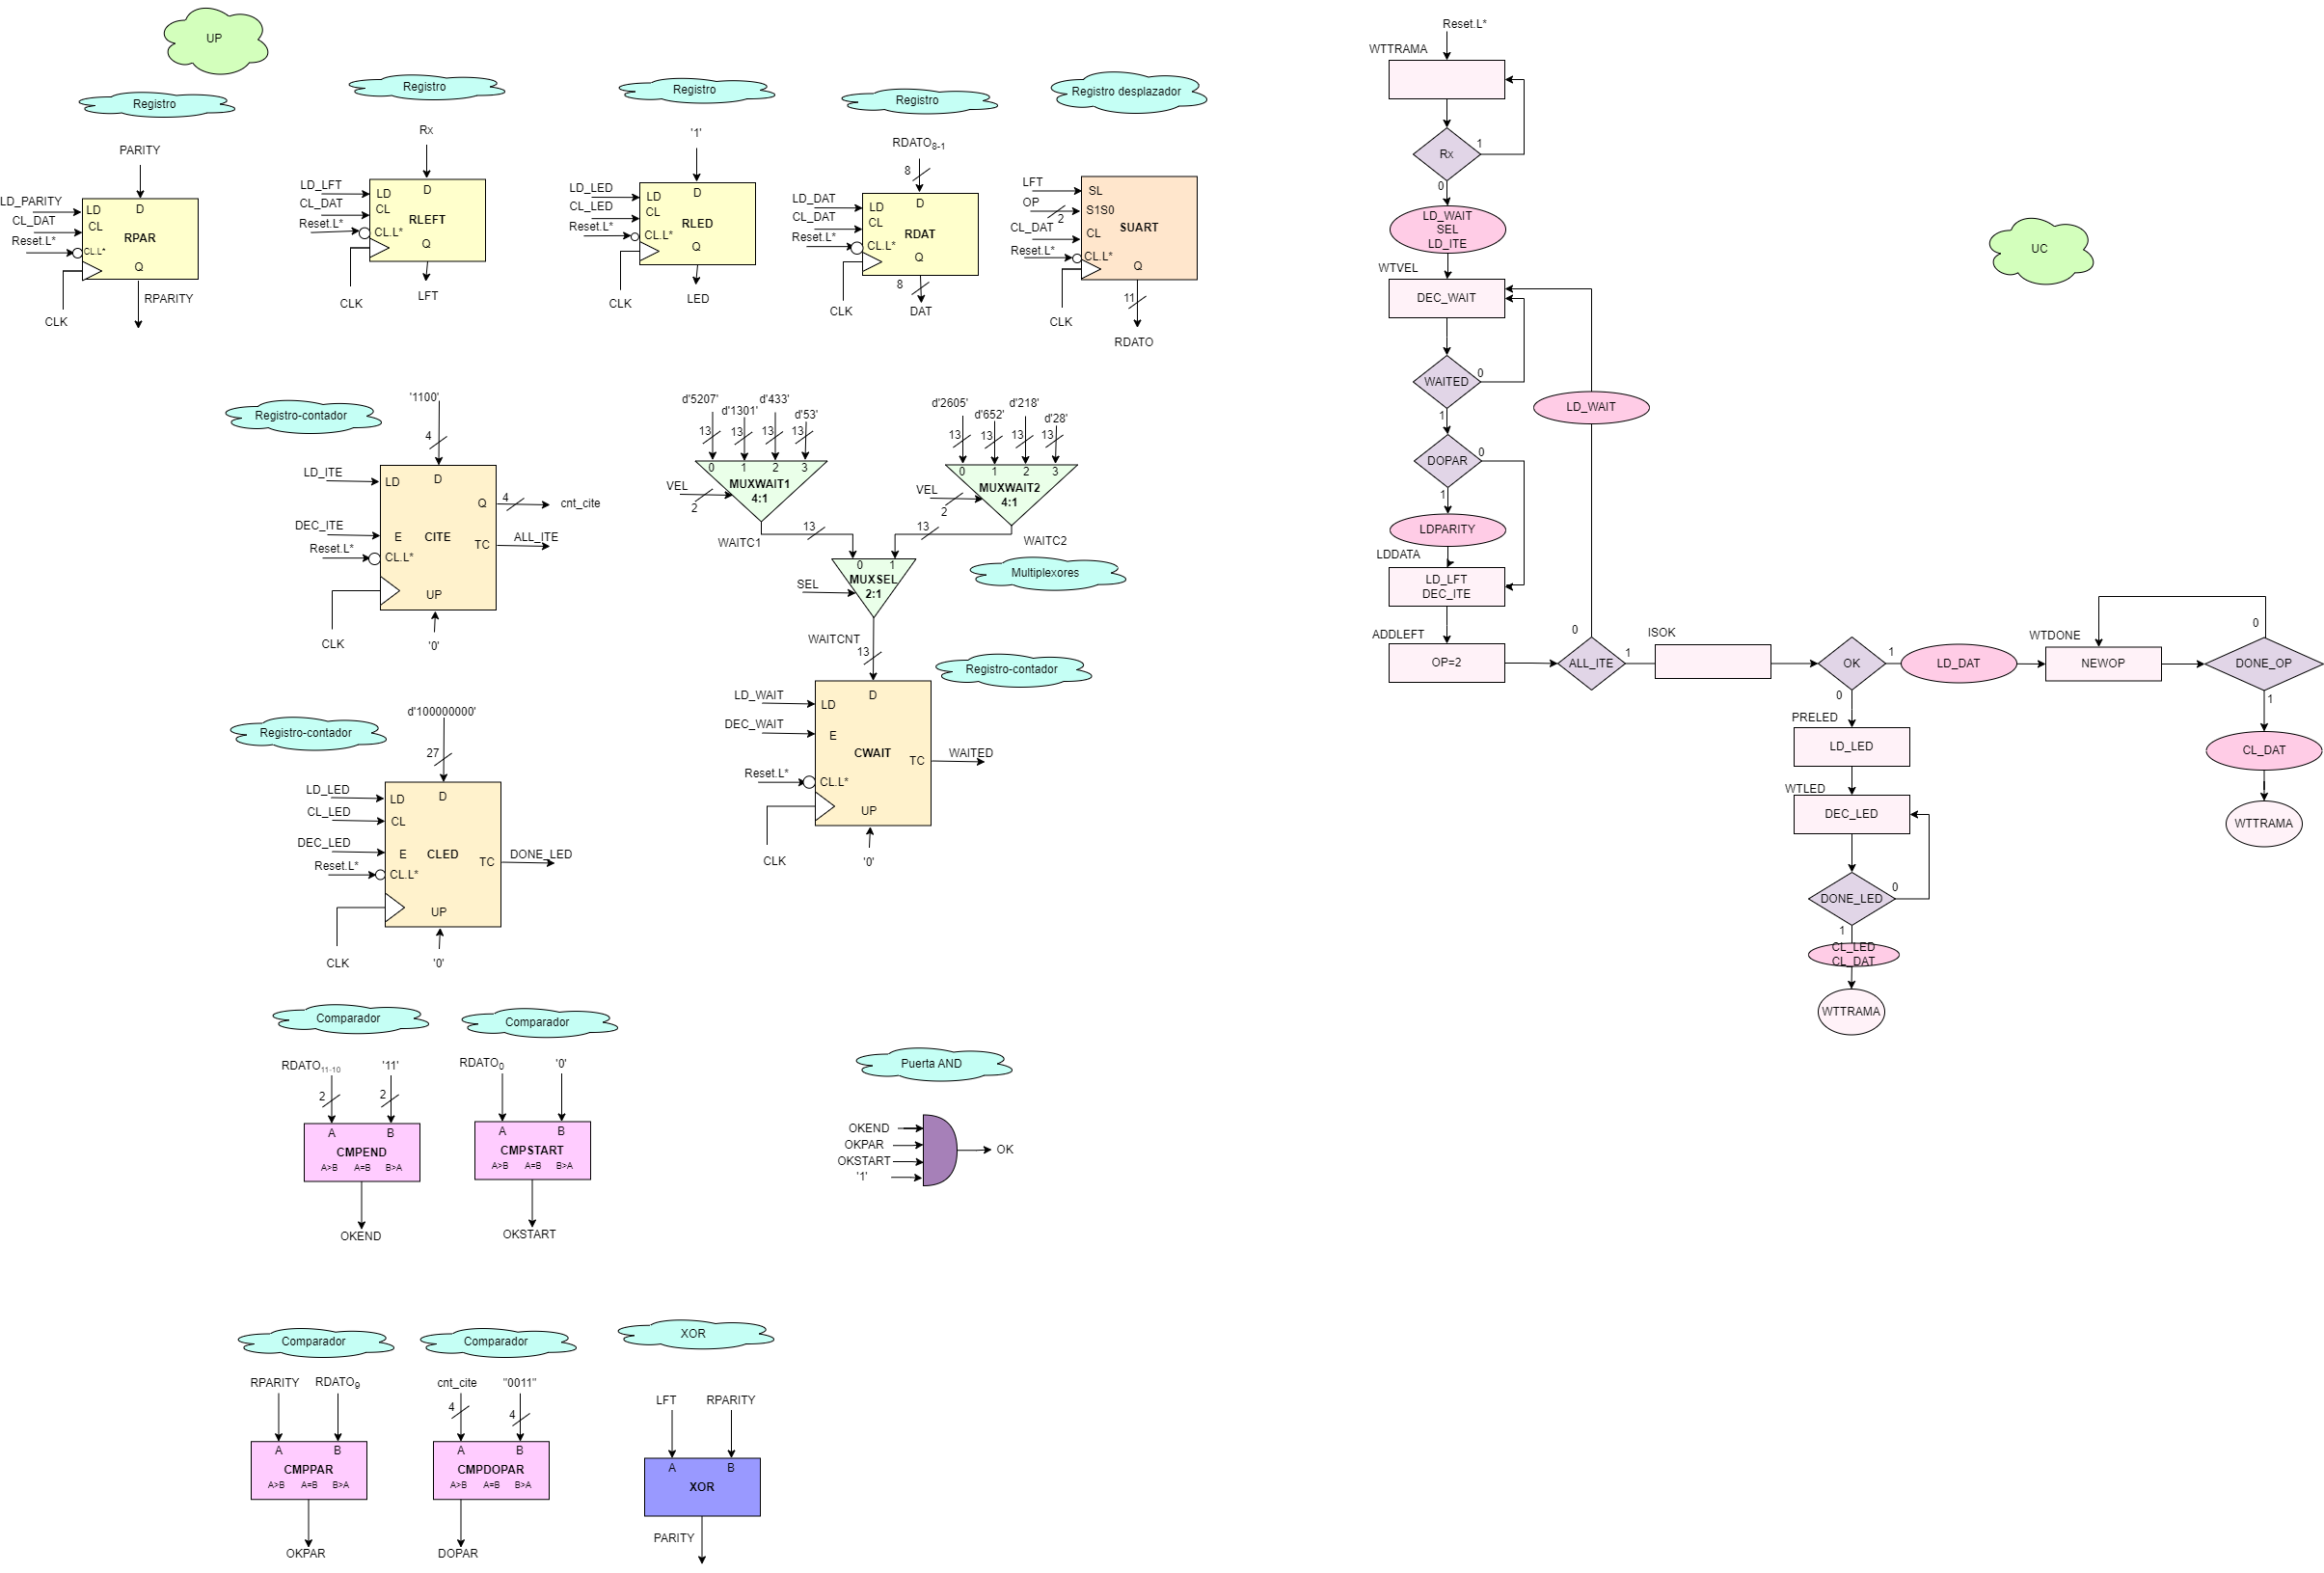 UP
Registro
PARITY
LD_PARITY
CL_DAT
Reset.L*
LD
D
CL
RPAR
CL.L*
Q
RPARITY
CLK
Registro
Rx
LD_LFT
CL_DAT
Reset.L*
LD
D
CL
RLEFT
CL.L*
Q
CLK
LFT
Registro
'1'
LD_LED
CL_LED
Reset.L*
LD
D
CL
RLED
CL.L*
Q
CLK
LED
Registro
RDATO8-1
8
LD_DAT
CL_DAT
Reset.L*
LD
D
CL
RDAT
CL.L*
Q
8
CLK
DAT
Registro desplazador
LFT
OP
2
CL_DAT
Reset.L*
SL
S1S0
SUART
CL
CL.L*
Q
11
CLK
RDATO
Registro-contador
'1100'
4
LD_ITE
DEC_ITE
Reset.L*
LD
D
Q
4
cnt_cite
E
CITE
TC
ALL_ITE
CL.L*
UP
CLK
'0'
d'5207'
d'1301'
d'433'
d'53'
13
13
13
13
0
1
2
3
MUXWAIT1
4:1
VEL
2
WAITC1
13
d'2605'
d'652'
d'218'
d'28'
13
13
13
13
0
1
2
3
MUXWAIT2
4:1
VEL
2
13
WAITC2
Multiplexores
0
1
MUXSEL
2:1
SEL
WAITCNT
13
Registro-contador
LD_WAIT
DEC_WAIT
Reset.L*
D
LD
E
CWAIT
TC
WAITED
CL.L*
UP
CLK
'0'
Registro-contador
d'100000000'
27
LD_LED
CL_LED
DEC_LED
Reset.L*
LD
D
CL
E
CLED
TC
DONE_LED
CL.L*
UP
CLK
'0'
Comparador
RDATO11-10
'11'
2
2
A
B
CMPEND
A>B A=B B>A
OKEND
Comparador
RDATO0
'0'
A
B
CMPSTART
A>B A=B B>A
OKSTART
Puerta AND
OKEND
OKPAR
OKSTART
'1'
OK
Comparador
RPARITY
RDATO9
A
B
CMPPAR
A>B A=B B>A
OKPAR
Comparador
cnt_cite
"0011"
4
4
A
B
CMPDOPAR
A>B A=B B>A
DOPAR
XOR
LFT
RPARITY
A
B
XOR
PARITY
UC
Reset.L*
WTTRAMA
Rx
1
0
LD_WAIT
SEL
LD_ITE
WTVEL
DEC_WAIT
WAITED
0
1
DOPAR
0
1
LDPARITY
LDDATA
LD_LFT
DEC_ITE
ADDLEFT
OP=2
LD_WAIT
0
ALL_ITE
1
ISOK
OK
1
0
LD_DAT
WTDONE
NEWOP
0
DONE_OP
1
CL_DAT
WTTRAMA
PRELED
LD_LED
WTLED
DEC_LED
DONE_LED
0
1
CL_LED
CL_DAT
WTTRAMA